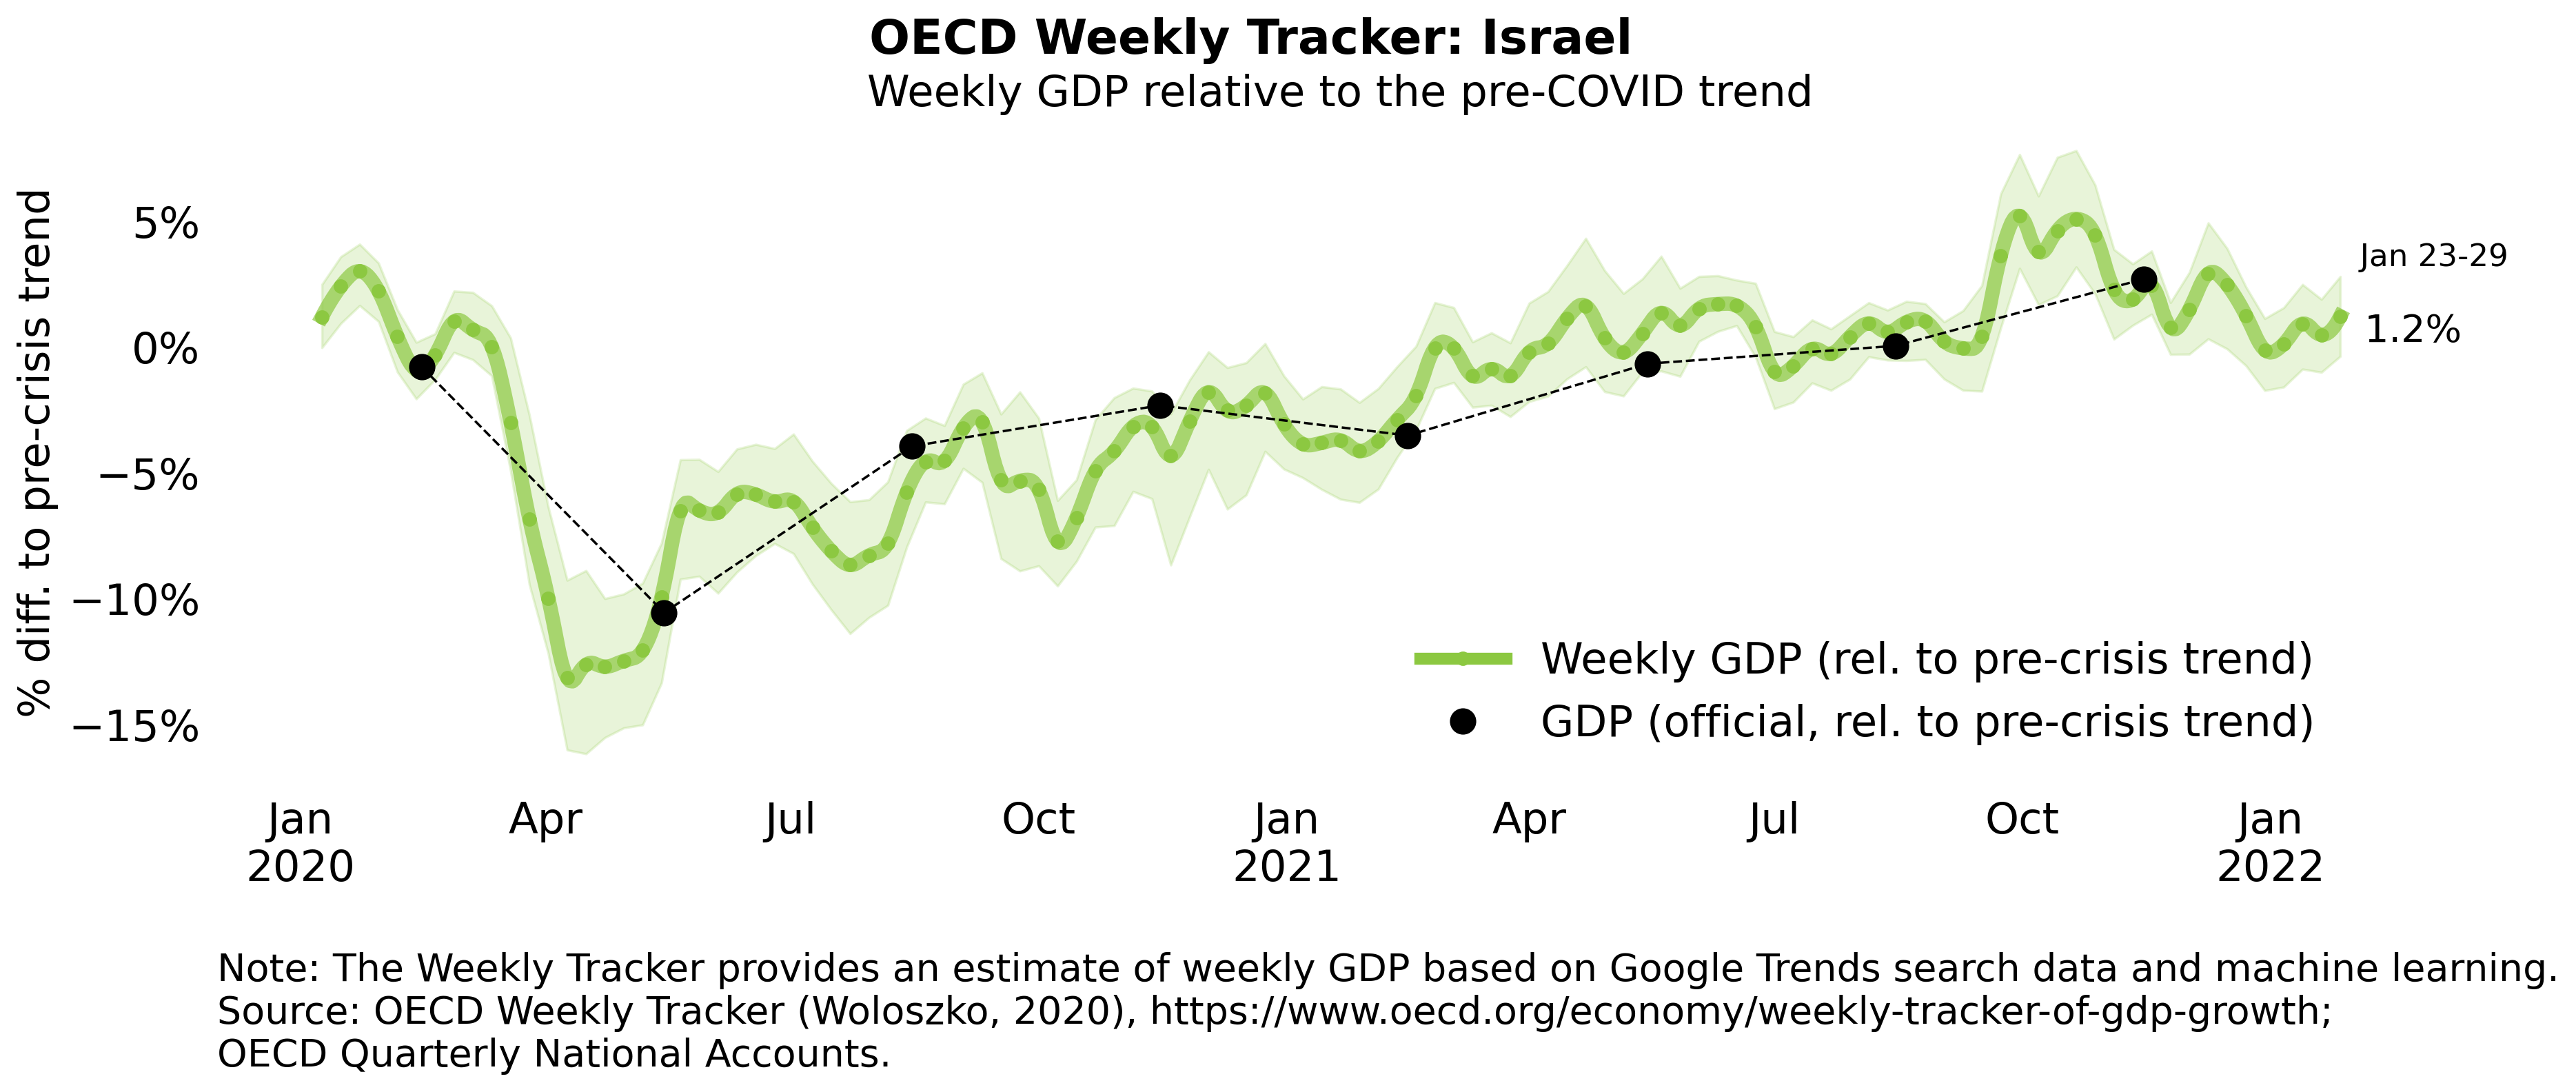 OECD Weekly Tracker: Israel
Weekly GDP relative to the pre-COVID trend
% diff. to pre-crisis trend
5%
0%
−5%
−10%
−15%
Jan 23-29
1.2%
Weekly GDP (rel. to pre-crisis trend)
GDP (official, rel. to pre-crisis trend)
Jan Apr Jul Oct Jan Apr Jul Oct Jan
2020 2021 2022
Note: The Weekly Tracker provides an estimate of weekly GDP based on Google Trends search data and machine learning.
Source: OECD Weekly Tracker (Woloszko, 2020), https://www.oecd.org/economy/weekly-tracker-of-gdp-growth;
OECD Quarterly National Accounts.